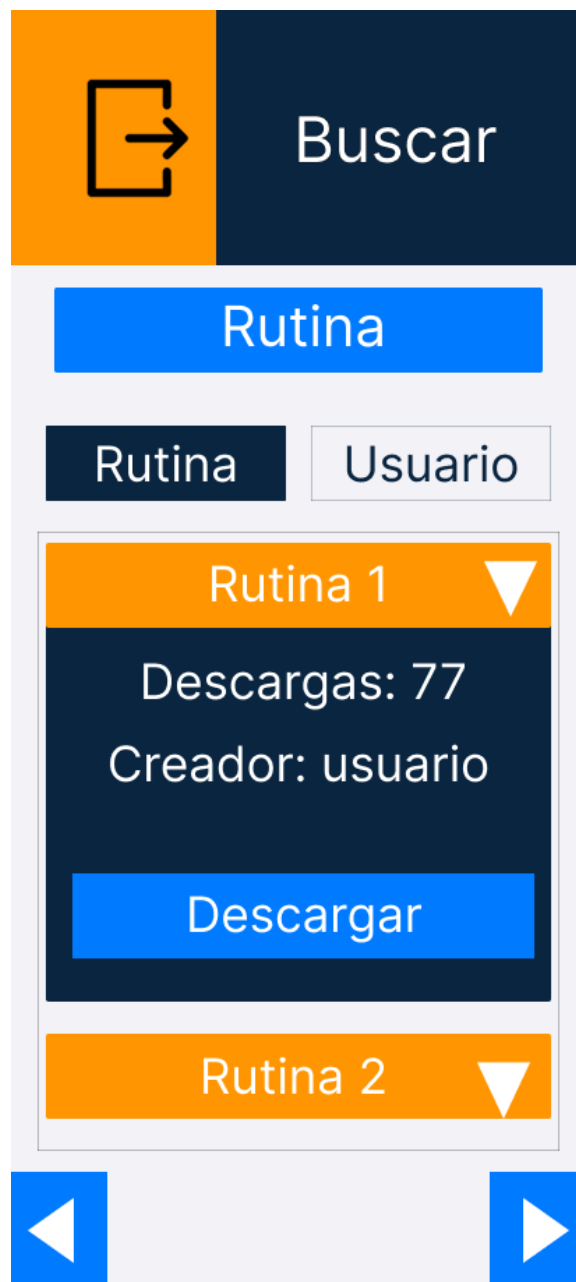 Buscar
Rutina
Rutina
Usuario
Rutina 1
Descargas: 77
Creador: usuario
Descargar
Rutina 2